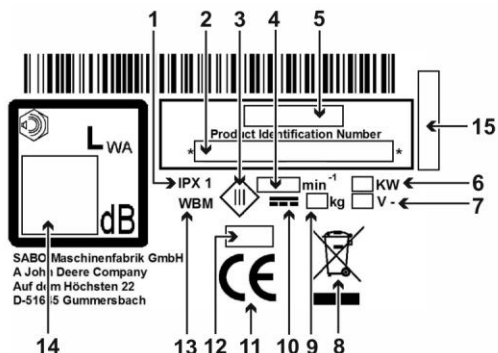 1 2 3 4 5
Product Identification Number
* *
15
LWA
dB
IPX 1
WBM
III
min-1
kg
KW
V -
6
7
SABO Maschinenfabrik GmbH
A John Deere Company
Auf dem Höchsten 22
D-51645 Gummersbach
CE
14 13 12 11 10 9 8